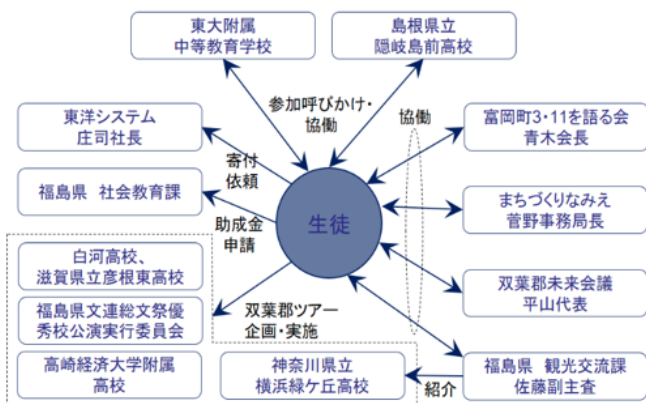 東大附属
中等教育学校
島根県立
隠岐島前高校
東洋システム
庄司社長
参加呼びかけ・
協働
協働
富岡町3・11を語る会
青木会長
寄付
依頼
福島県 社会教育課
助成金
申請
生徒
まちづくりなみえ
菅野事務局長
白河高校、
滋賀県立彦根東高校
福島県文連総文祭優
秀校公演実行委員会
双葉郡ツアー
企画・実施
双葉郡未来会議
平山代表
高崎経済大学附属
高校
神奈川県立
横浜緑ケ丘高校
紹介
福島県 観光交流課
佐藤副主査